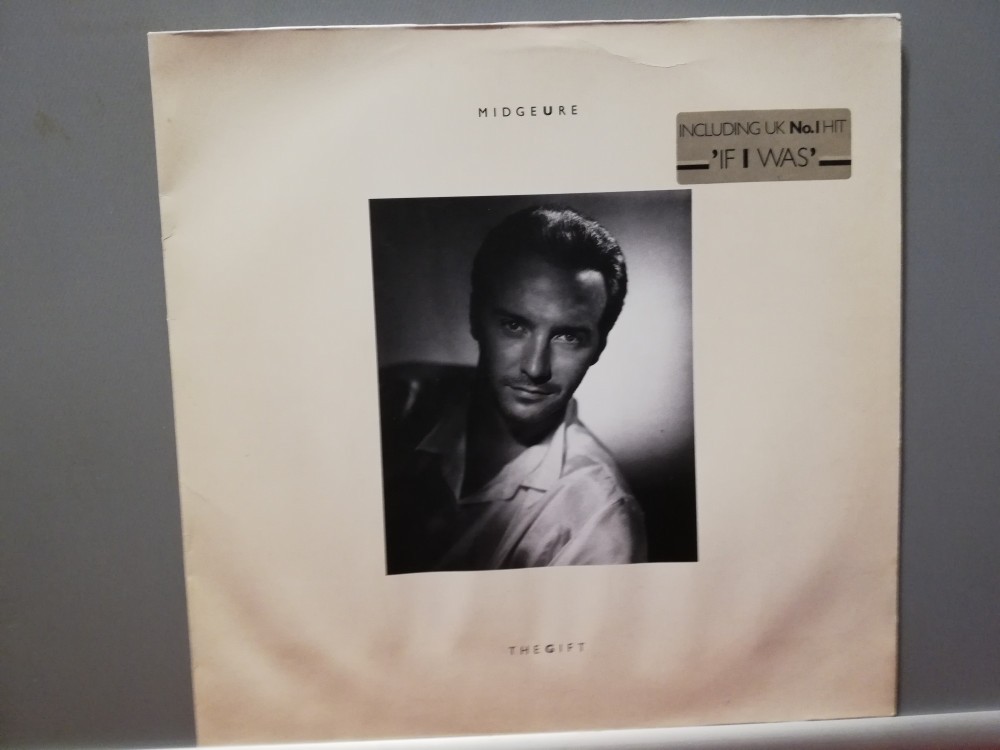 MIDGEURE
INCLUDING UK No.1 HIT
'IF I WAS'
THEGIFT